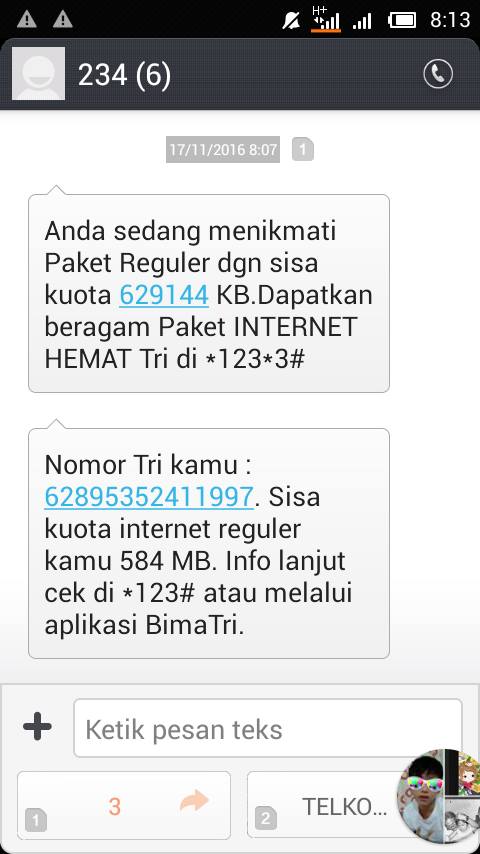 H+
8:13
234 (6)
17/11/2016 8:07
1
Anda sedang menikmati
Paket Reguler dgn sisa
kuota 629144 KB.Dapatkan
beragam Paket INTERNET
HEMAT Tri di *123*3#
Nomor Tri kamu :
62895352411997. Sisa
kuota internet reguler
kamu 584 MB. Info lanjut
cek di *123# atau melalui
aplikasi BimaTri.
Ketik pesan teks
1 3
2 TELKO...